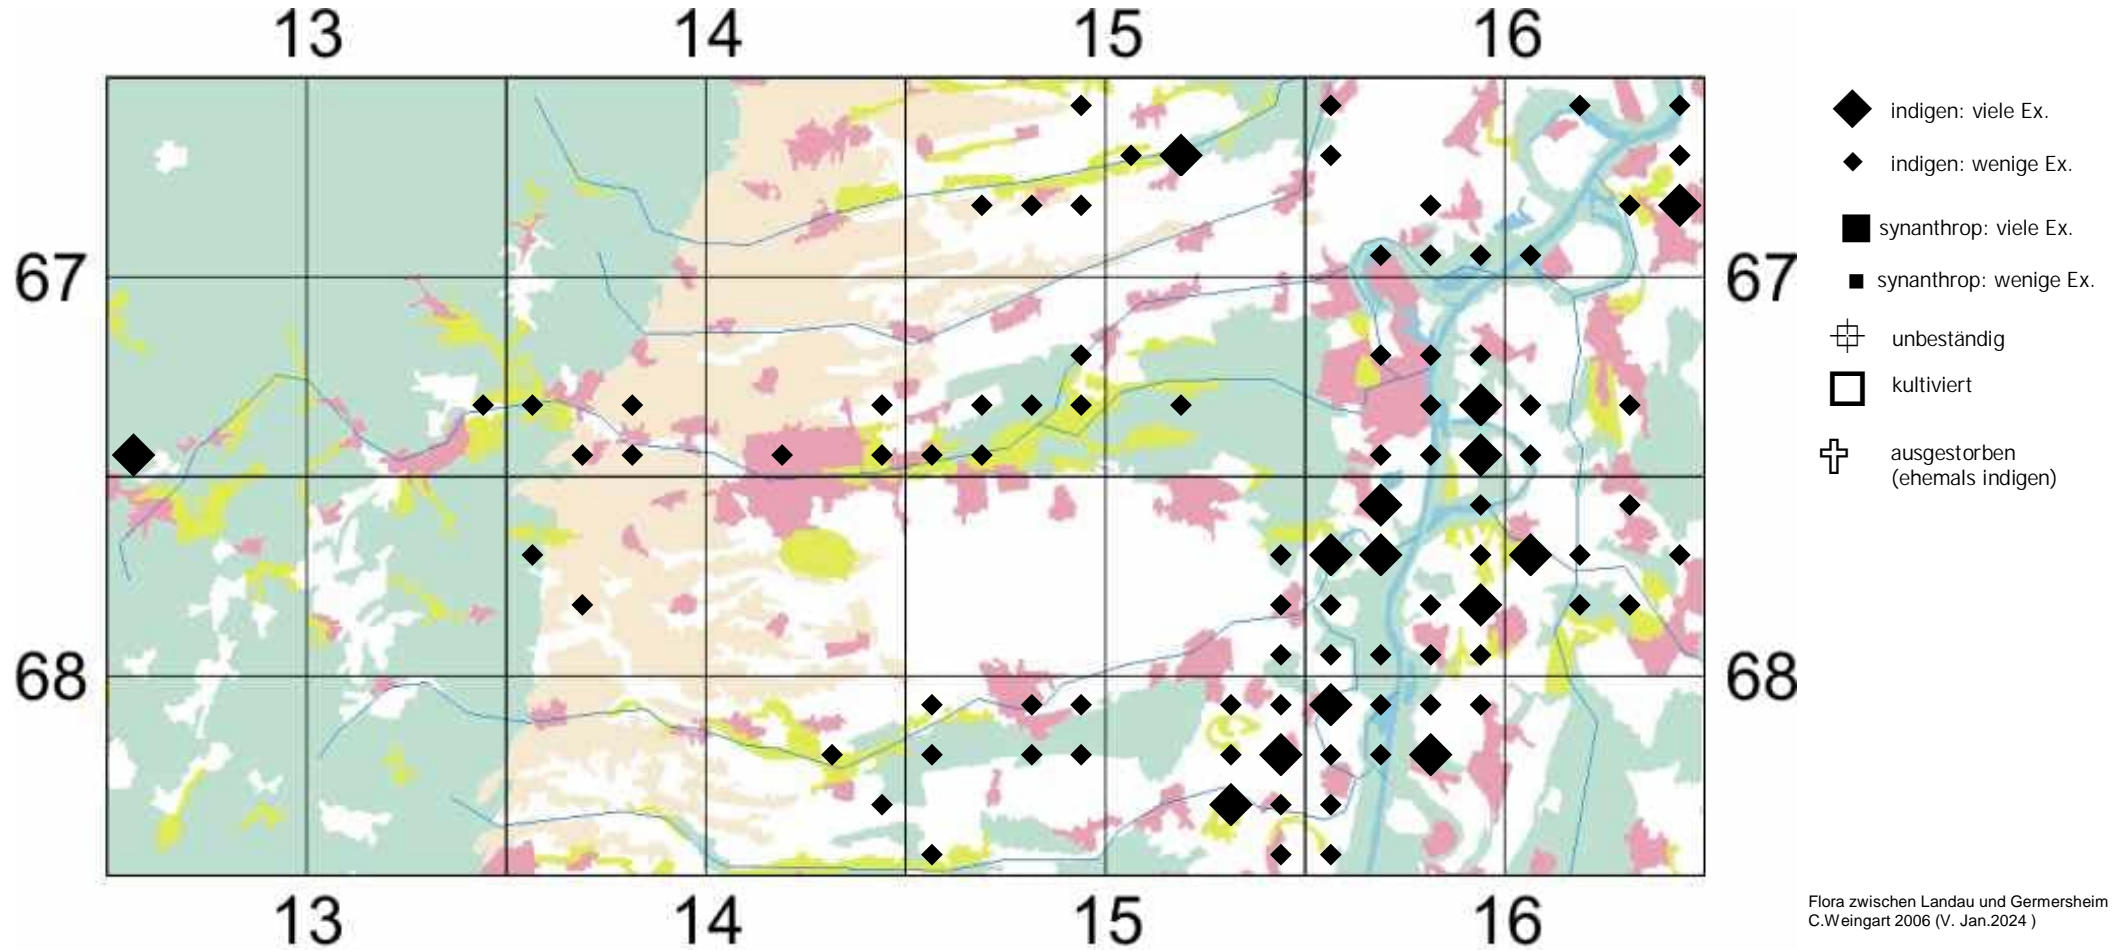 13 14 15 16
67 67
68 68
13 14 15 16
indigen: viele Ex.
indigen: wenige Ex.
synanthrop: viele Ex.
synanthrop: wenige Ex.
unbeständig
kultiviert
ausgestorben
(ehemals indigen)
Flora zwischen Landau und Germersheim
C.Weingart 2006 (V. Jan.2024 )